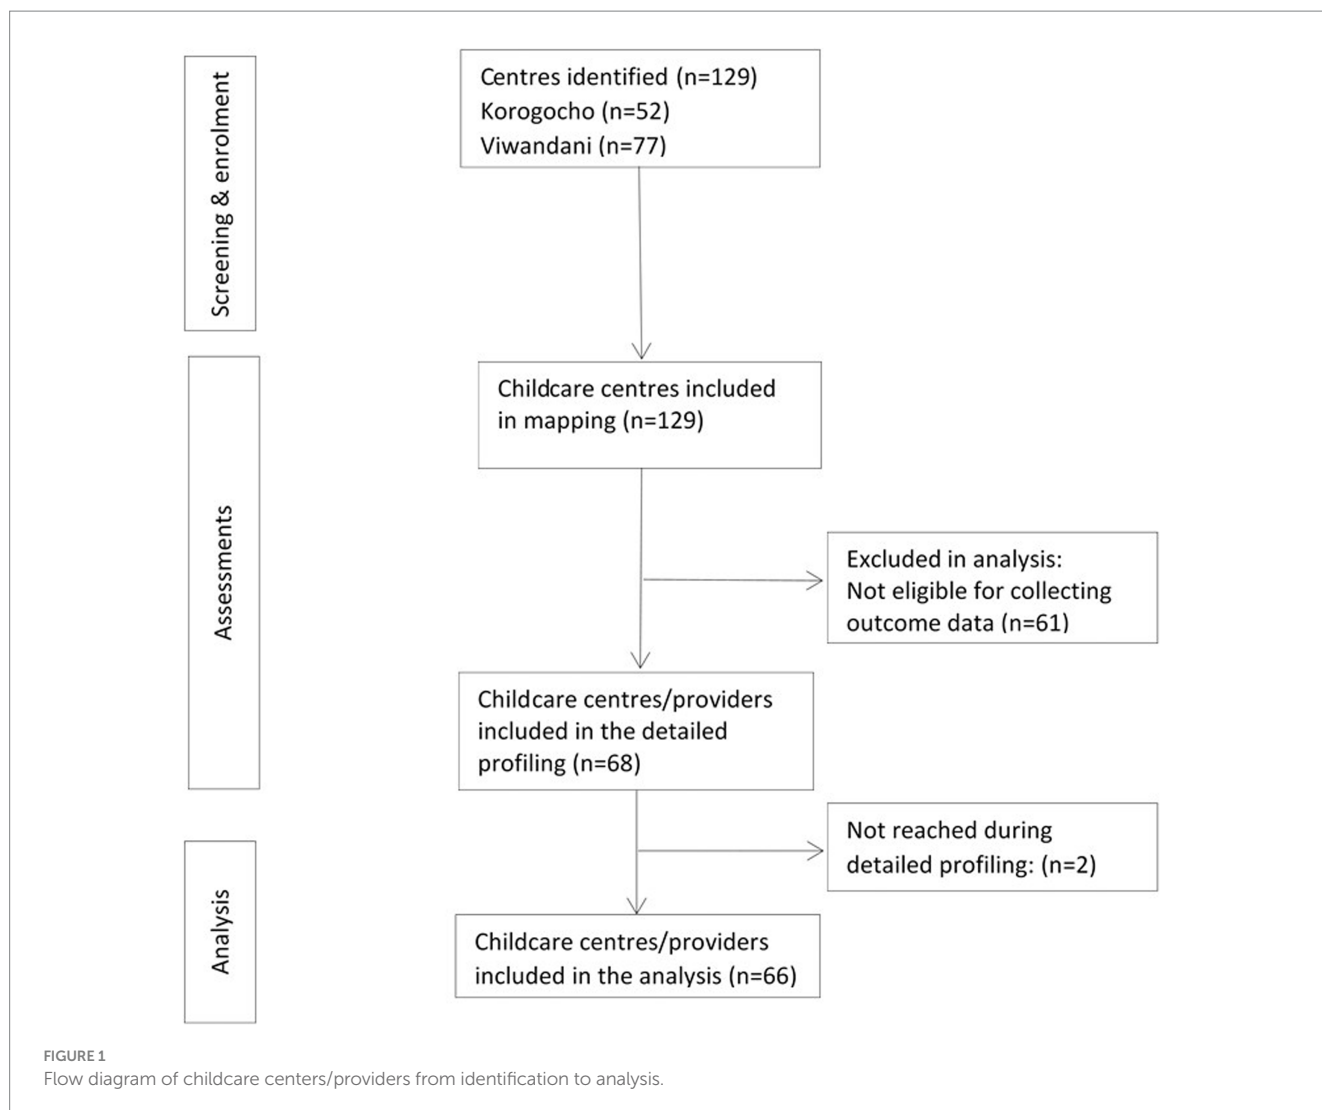 Screening & enrolment
Centres identified (n=129)
Korogocho (n=52)
Viwandani (n=77)
Assessments
Childcare centres included
in mapping (n=129)
Excluded in analysis:
Not eligible for collecting
outcome data (n=61)
Childcare centres/providers
included in the detailed
profiling (n=68)
Not reached during
detailed profiling: (n=2)
Analysis
Childcare centres/providers
included in the analysis (n=66)
FIGURE 1
Flow diagram of childcare centers/providers from identification to analysis.